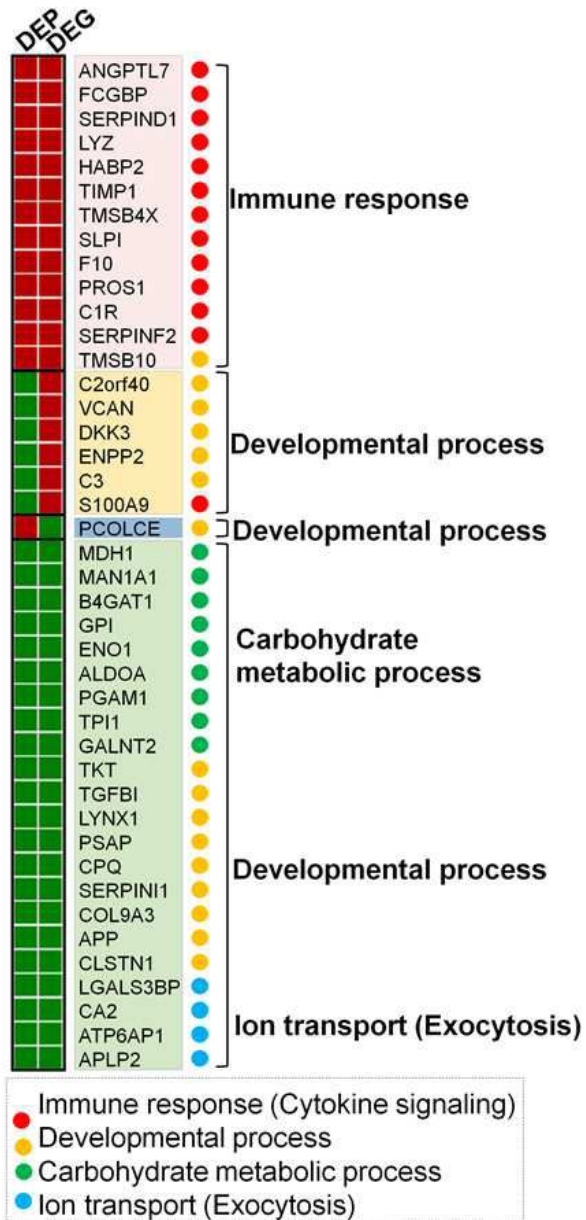 DEP DEG
ANGPTL7
FCGBP
SERPIND1
LYZ
HABP2
TIMP1
TMSB4X
SLPI
F10
PROS1
C1R
SERPINF2
TMSB10
Immune response
C2orf40
VCAN
DKK3
ENPP2
C3
S100A9
Developmental process
PCOLCE
Developmental process
MDH1
MAN1A1
B4GAT1
GPI
ENO1
ALDOA
PGAM1
TPI1
GALNT2
Carbohydrate
metabolic process
TKT
TGFBI
LYNX1
PSAP
CPQ
SERPINI1
COL9A3
APP
CLSTN1
Developmental process
LGALS3BP
CA2
ATP6AP1
APLP2
Ion transport (Exocytosis)
Immune response (Cytokine signaling)
Developmental process
Carbohydrate metabolic process
Ion transport (Exocytosis)